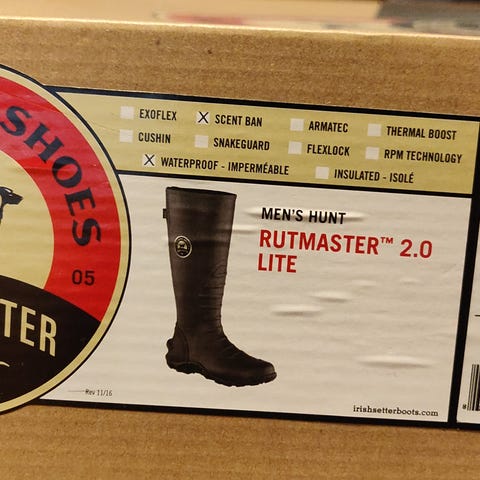 SHOES
05
TER
EXOFLEX
SCENT BAN
ARMATEC
THERMAL BOOST
CUSHIN
SNAKEGUARD
FLEXLOCK
RPM TECHNOLOGY
WATERPROOF - IMPERMÉABLE
INSULATED - ISOLÉ
MEN'S HUNT
RUTMASTER™ 2.0
LITE
Rev 11/16
irishsetterboots.com